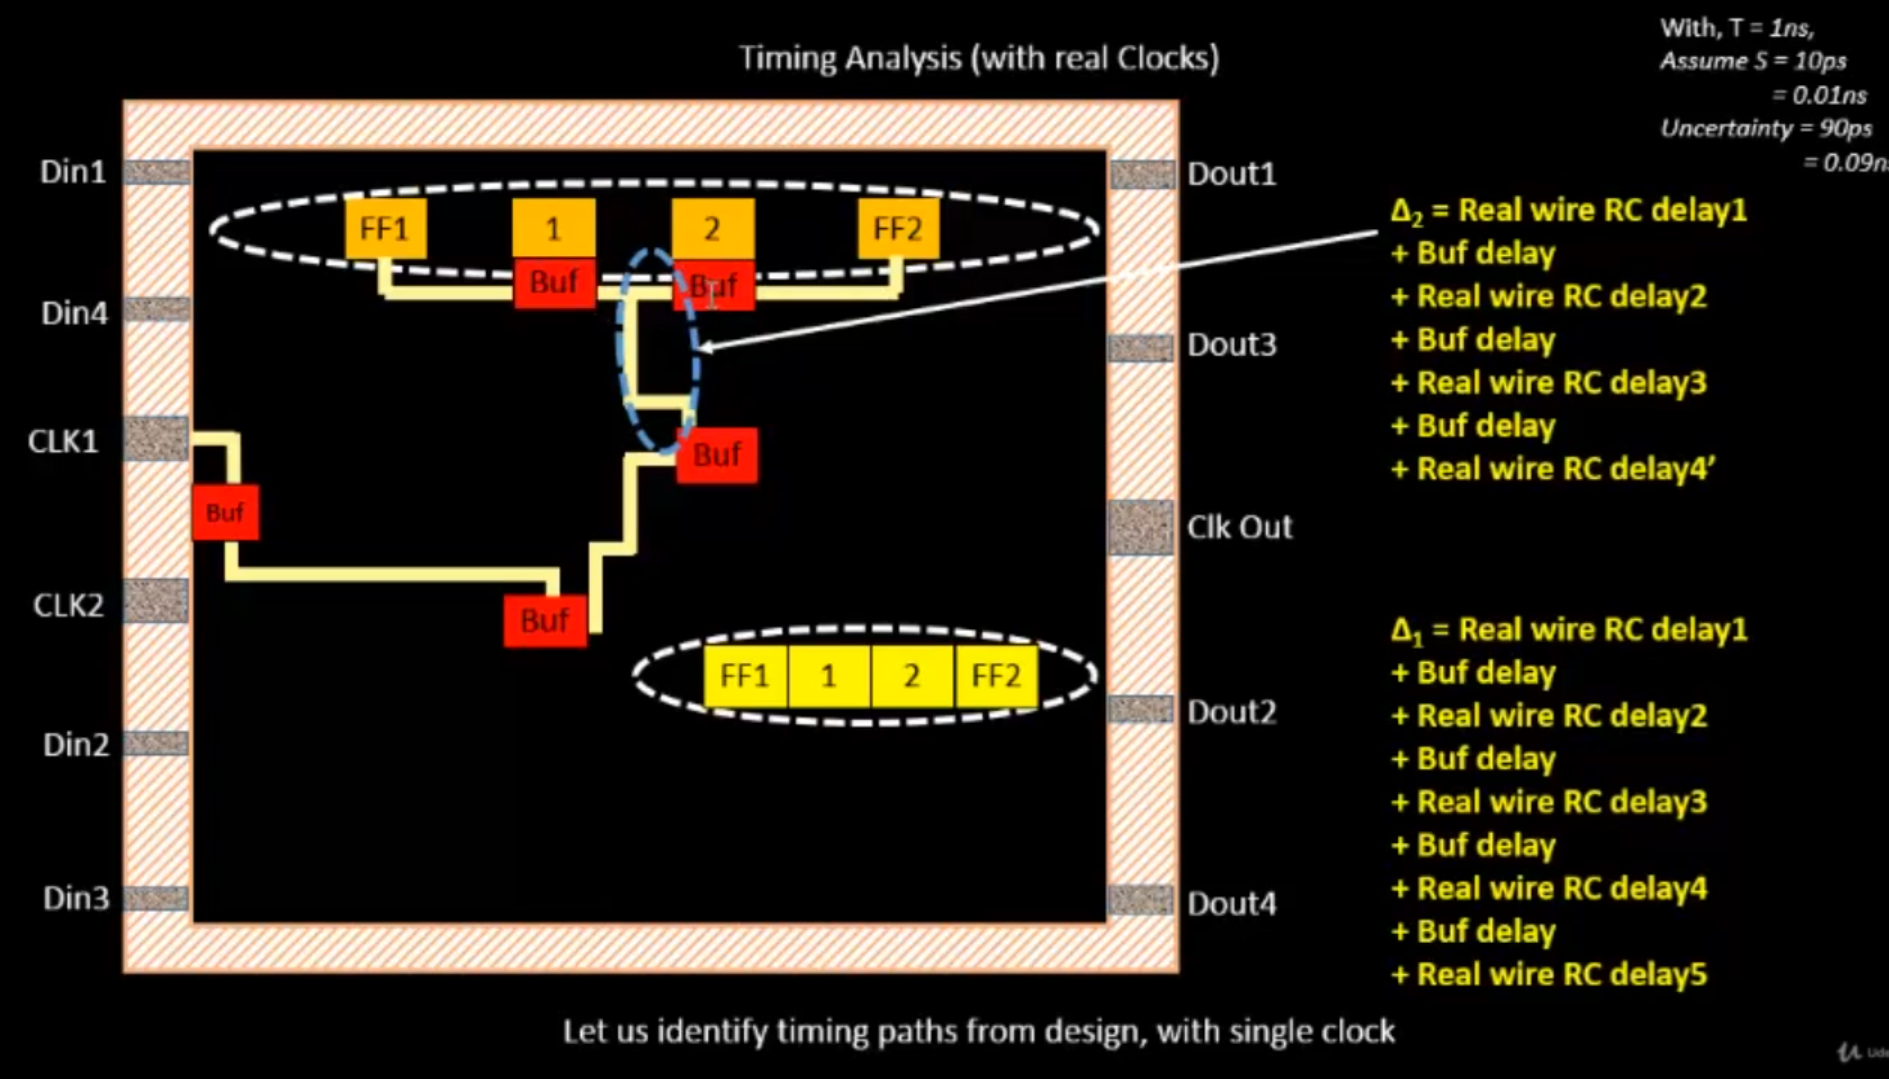 Timing Analysis (with real Clocks)
With, T = 1ns,
Assume S = 10ps
= 0.01ns
Uncertainty = 90ps
= 0.09n
Din1
Din4
CLK1
CLK2
Din2
Din3
FF1
1
2
FF2
Buf
Buf
Buf
Buf
Buf
FF1
1
2
FF2
Dout1
Dout3
Clk Out
Dout2
Dout4
Δ₂ = Real wire RC delay1
+ Buf delay
+ Real wire RC delay2
+ Buf delay
+ Real wire RC delay3
+ Buf delay
+ Real wire RC delay4’
Δ₁ = Real wire RC delay1
+ Buf delay
+ Real wire RC delay2
+ Buf delay
+ Real wire RC delay3
+ Buf delay
+ Real wire RC delay4
+ Buf delay
+ Real wire RC delay5
Let us identify timing paths from design, with single clock